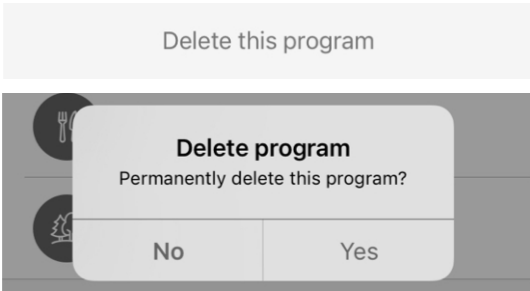 Delete this program
Delete program
Permanently delete this program?
No
Yes